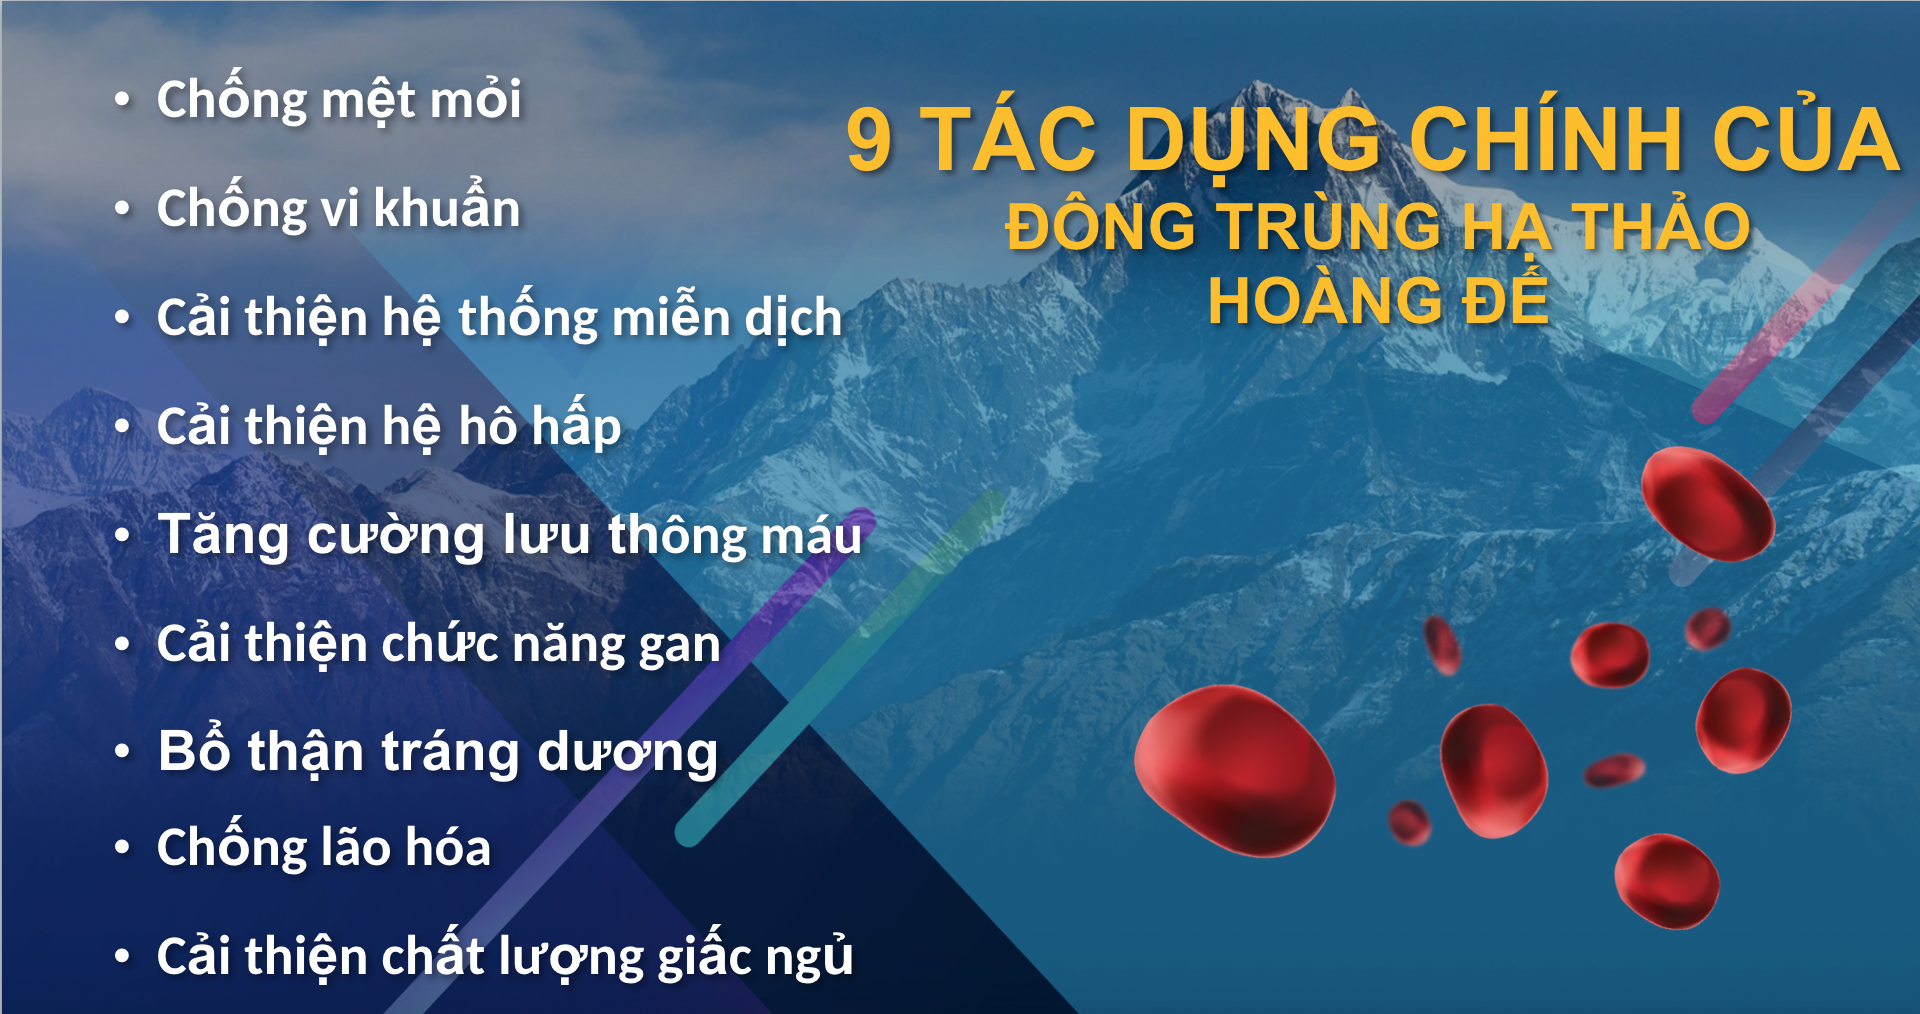 9 TÁC DỤNG CHÍNH CỦA
ĐÔNG TRÙNG HẠ THẢO
HOÀNG ĐẾ
• Chống mệt mỏi
• Chống vi khuẩn
• Cải thiện hệ thống miễn dịch
• Cải thiện hệ hô hấp
• Tăng cường lưu thông máu
• Cải thiện chức năng gan
• Bổ thận tráng dương
• Chống lão hóa
• Cải thiện chất lượng giấc ngủ